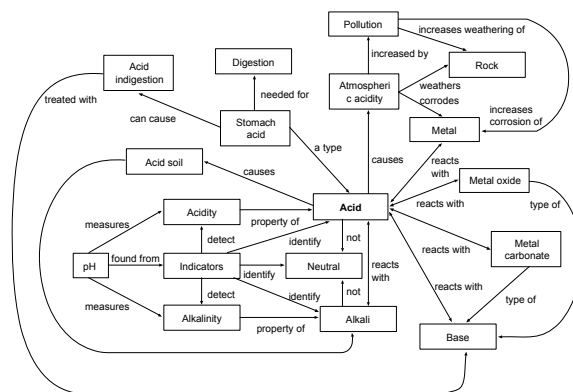 Pollution
increases weathering of
Acid
indigestion
Digestion
increased by
Rock
treated with
needed for
Atmospheri
c acidity
weathers
corrodes
can cause
Stomach
acid
Metal
increases
corrosion of
a type
Acid soil
causes
causes
reacts
with
Metal oxide
Acid
reacts with
type of
measures
Acidity
property of
not
detect
identify
reacts with
Metal
carbonate
pH
found from
Indicators
Neutral
identify
reacts
with
detect
identify
not
reacts with
type of
measures
Alkalinity
property of
Alkali
Base